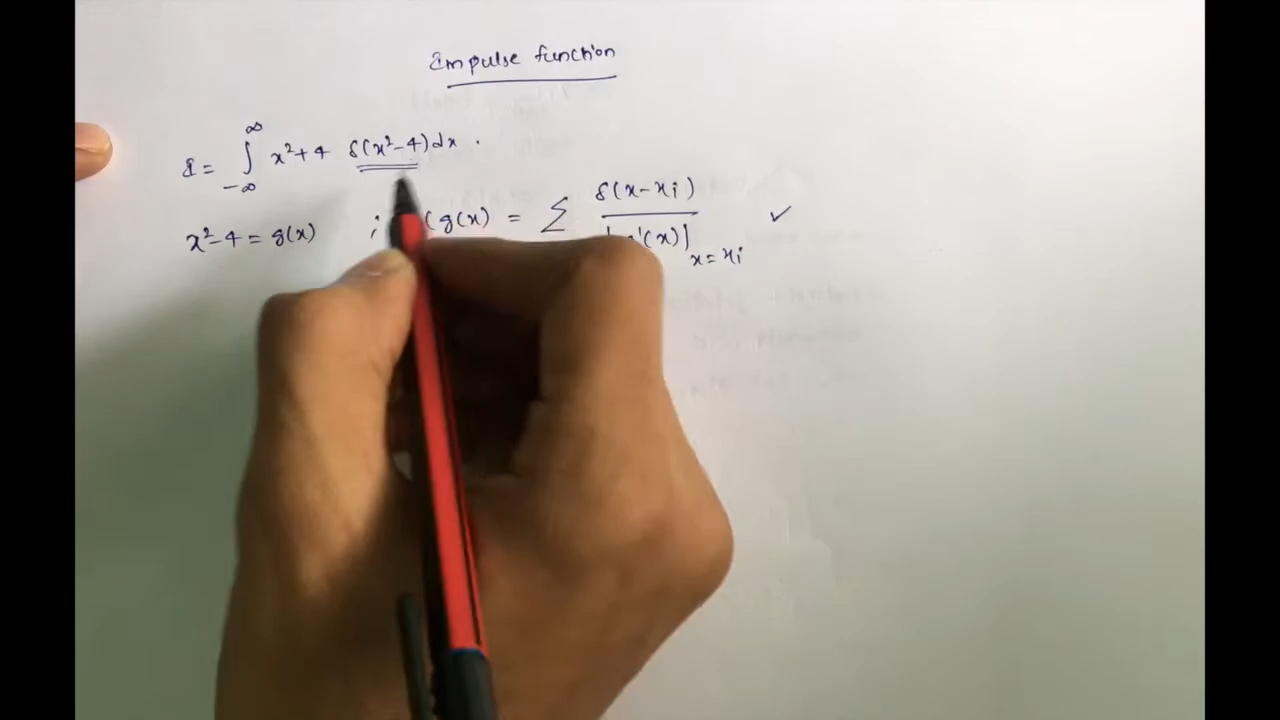 Impulse function
I = ∫_{-∞}^{∞} x²+4 δ(x²-4)dx .
x²-4 = g(x) ; (g(x) = ∑ δ(x-xᵢ) / |g'(x)| x=xᵢ ✓